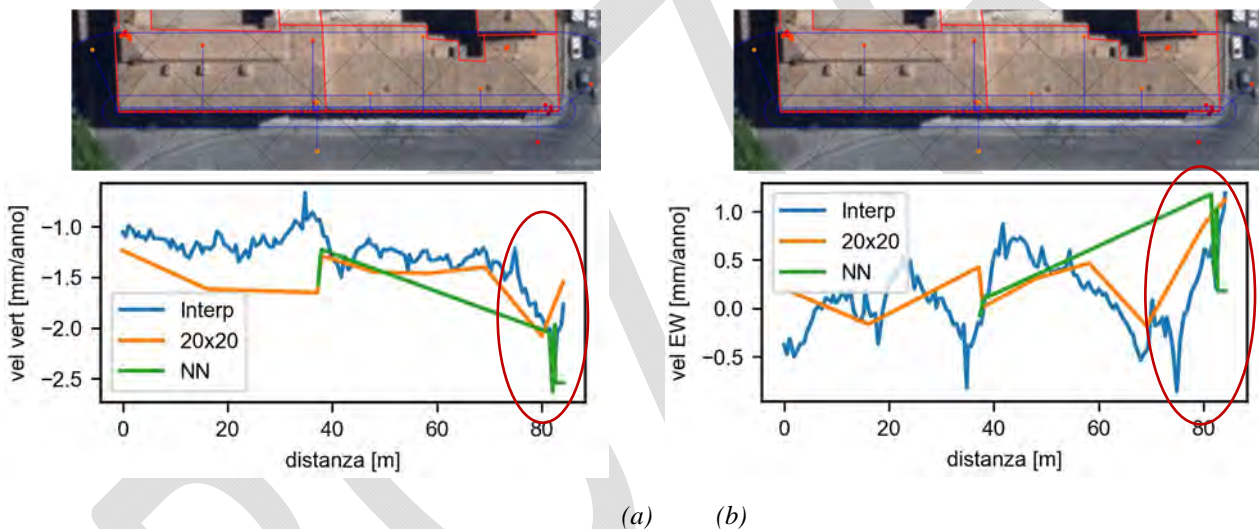 −1.0
−1.5
−2.0
−2.5
vel vert [mm/anno]
Interp
20x20
NN
0
20
40
60
80
distanza [m]
1.0
0.5
0.0
−0.5
vel EW [mm/anno]
Interp
20x20
NN
0
20
40
60
80
distanza [m]
(a) (b)